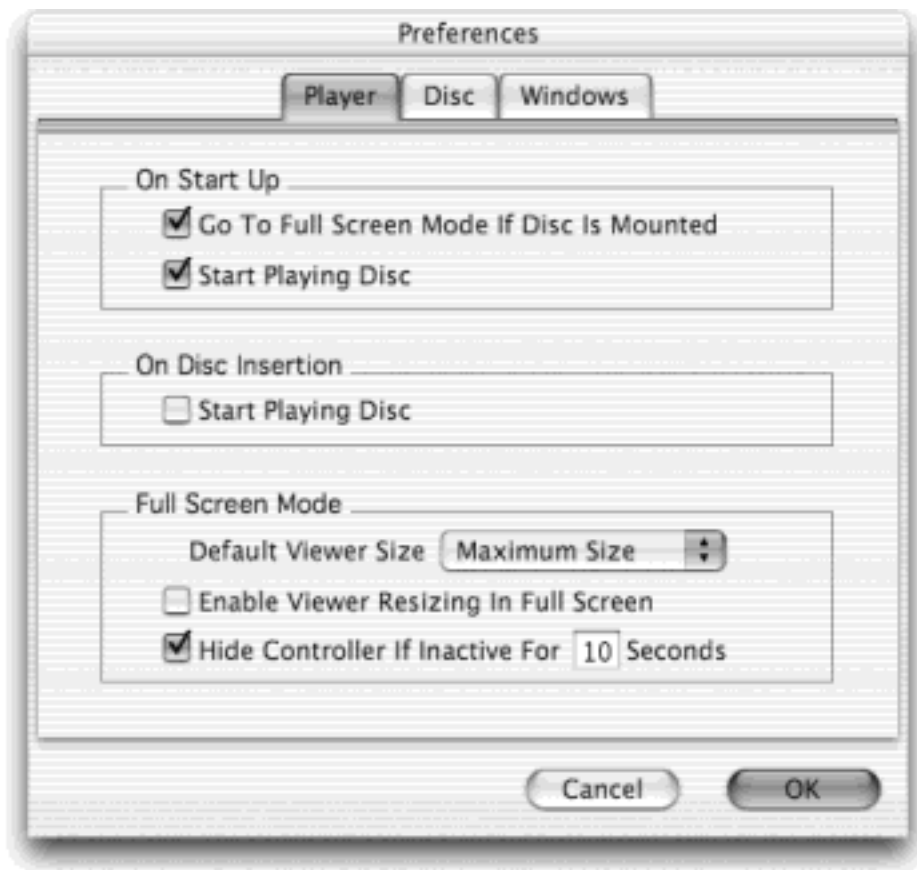 Preferences
Player Disc Windows
On Start Up
Go To Full Screen Mode If Disc Is Mounted
Start Playing Disc
On Disc Insertion
Start Playing Disc
Full Screen Mode
Default Viewer Size Maximum Size
Enable Viewer Resizing In Full Screen
Hide Controller If Inactive For 10 Seconds
Cancel OK